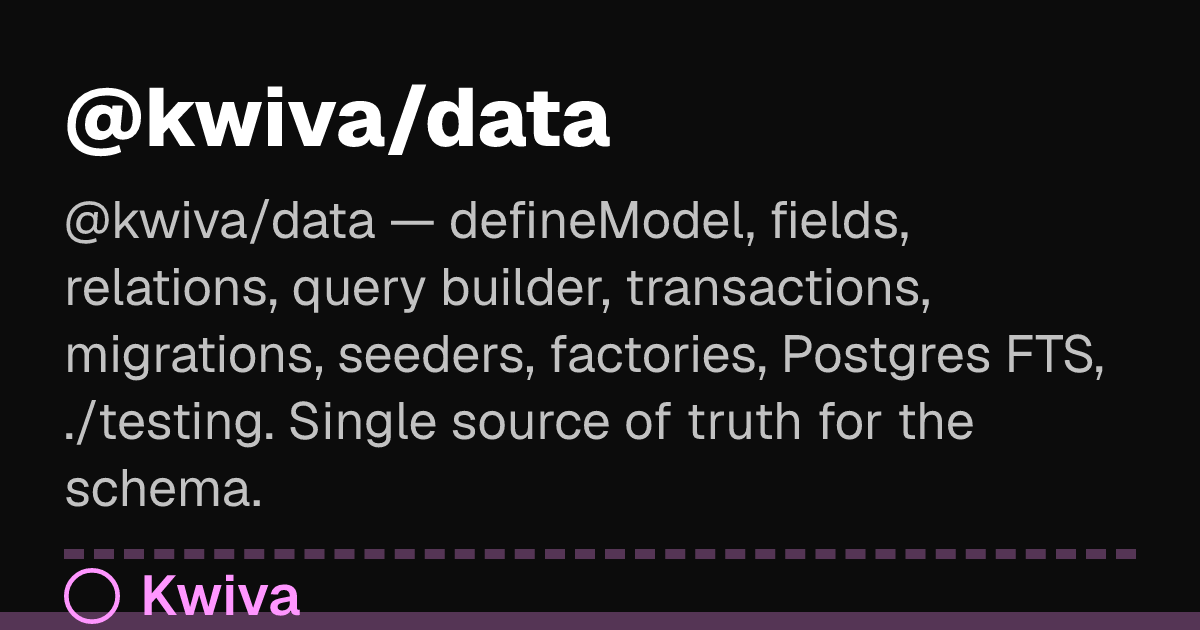 @kwiva/data
@kwiva/data — defineModel, fields,
relations, query builder, transactions,
migrations, seeders, factories, Postgres FTS,
./testing. Single source of truth for the
schema.
Kwiva